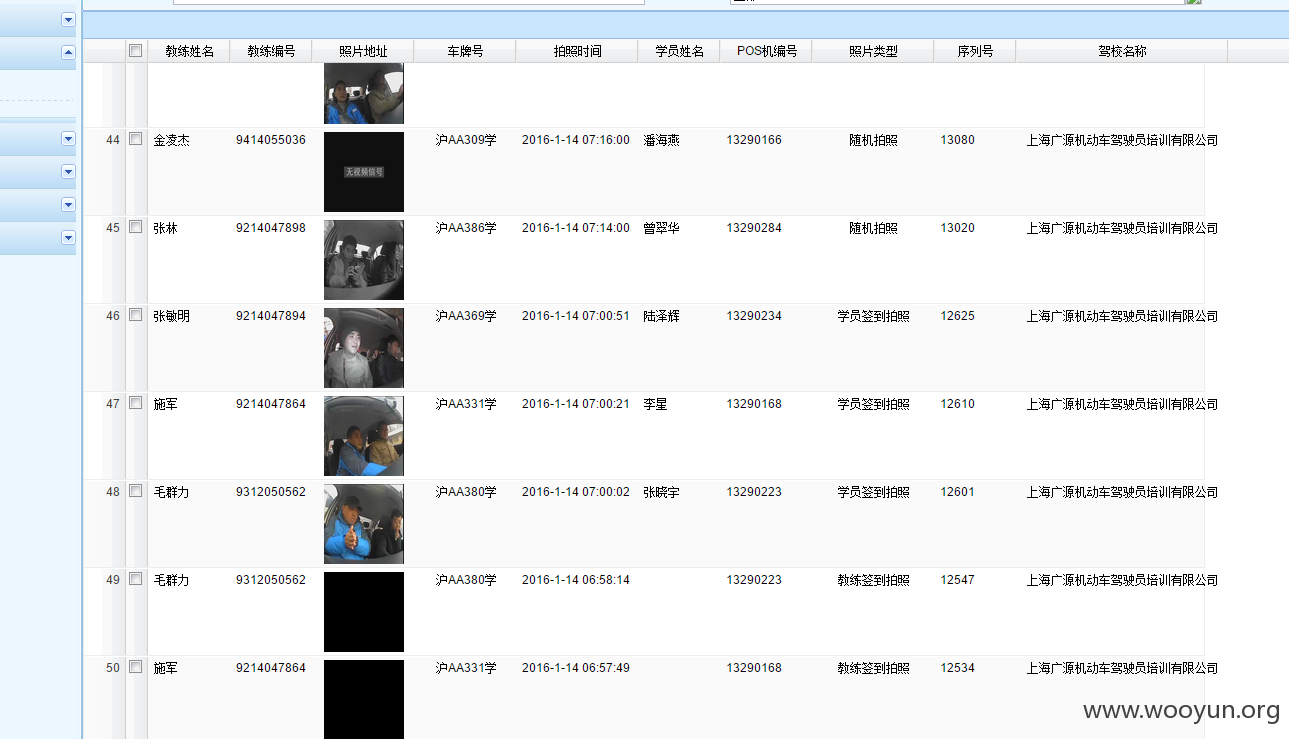 教练姓名 教练编号 照片地址 车牌号 拍照时间 学员姓名 POS机编号 照片类型 序列号 驾校名称
44 金凌杰 9414055036 无视频信号 沪AA309学 2016-1-14 07:16:00 潘海燕 13290166 随机拍照 13080 上海广源机动车驾驶员培训有限公司
45 张林 9214047898 沪AA386学 2016-1-14 07:14:00 曾翠华 13290284 随机拍照 13020 上海广源机动车驾驶员培训有限公司
46 张敏明 9214047894 沪AA369学 2016-1-14 07:00:51 陆泽辉 13290234 学员签到拍照 12625 上海广源机动车驾驶员培训有限公司
47 施军 9214047864 沪AA331学 2016-1-14 07:00:21 李星 13290168 学员签到拍照 12610 上海广源机动车驾驶员培训有限公司
48 毛群力 9312050562 沪AA380学 2016-1-14 07:00:02 张晓宇 13290223 学员签到拍照 12601 上海广源机动车驾驶员培训有限公司
49 毛群力 9312050562 沪AA380学 2016-1-14 06:58:14 13290223 教练签到拍照 12547 上海广源机动车驾驶员培训有限公司
50 施军 9214047864 沪AA331学 2016-1-14 06:57:49 13290168 教练签到拍照 12534 上海广源机动车驾驶员培训有限公司
www.wooyun.org